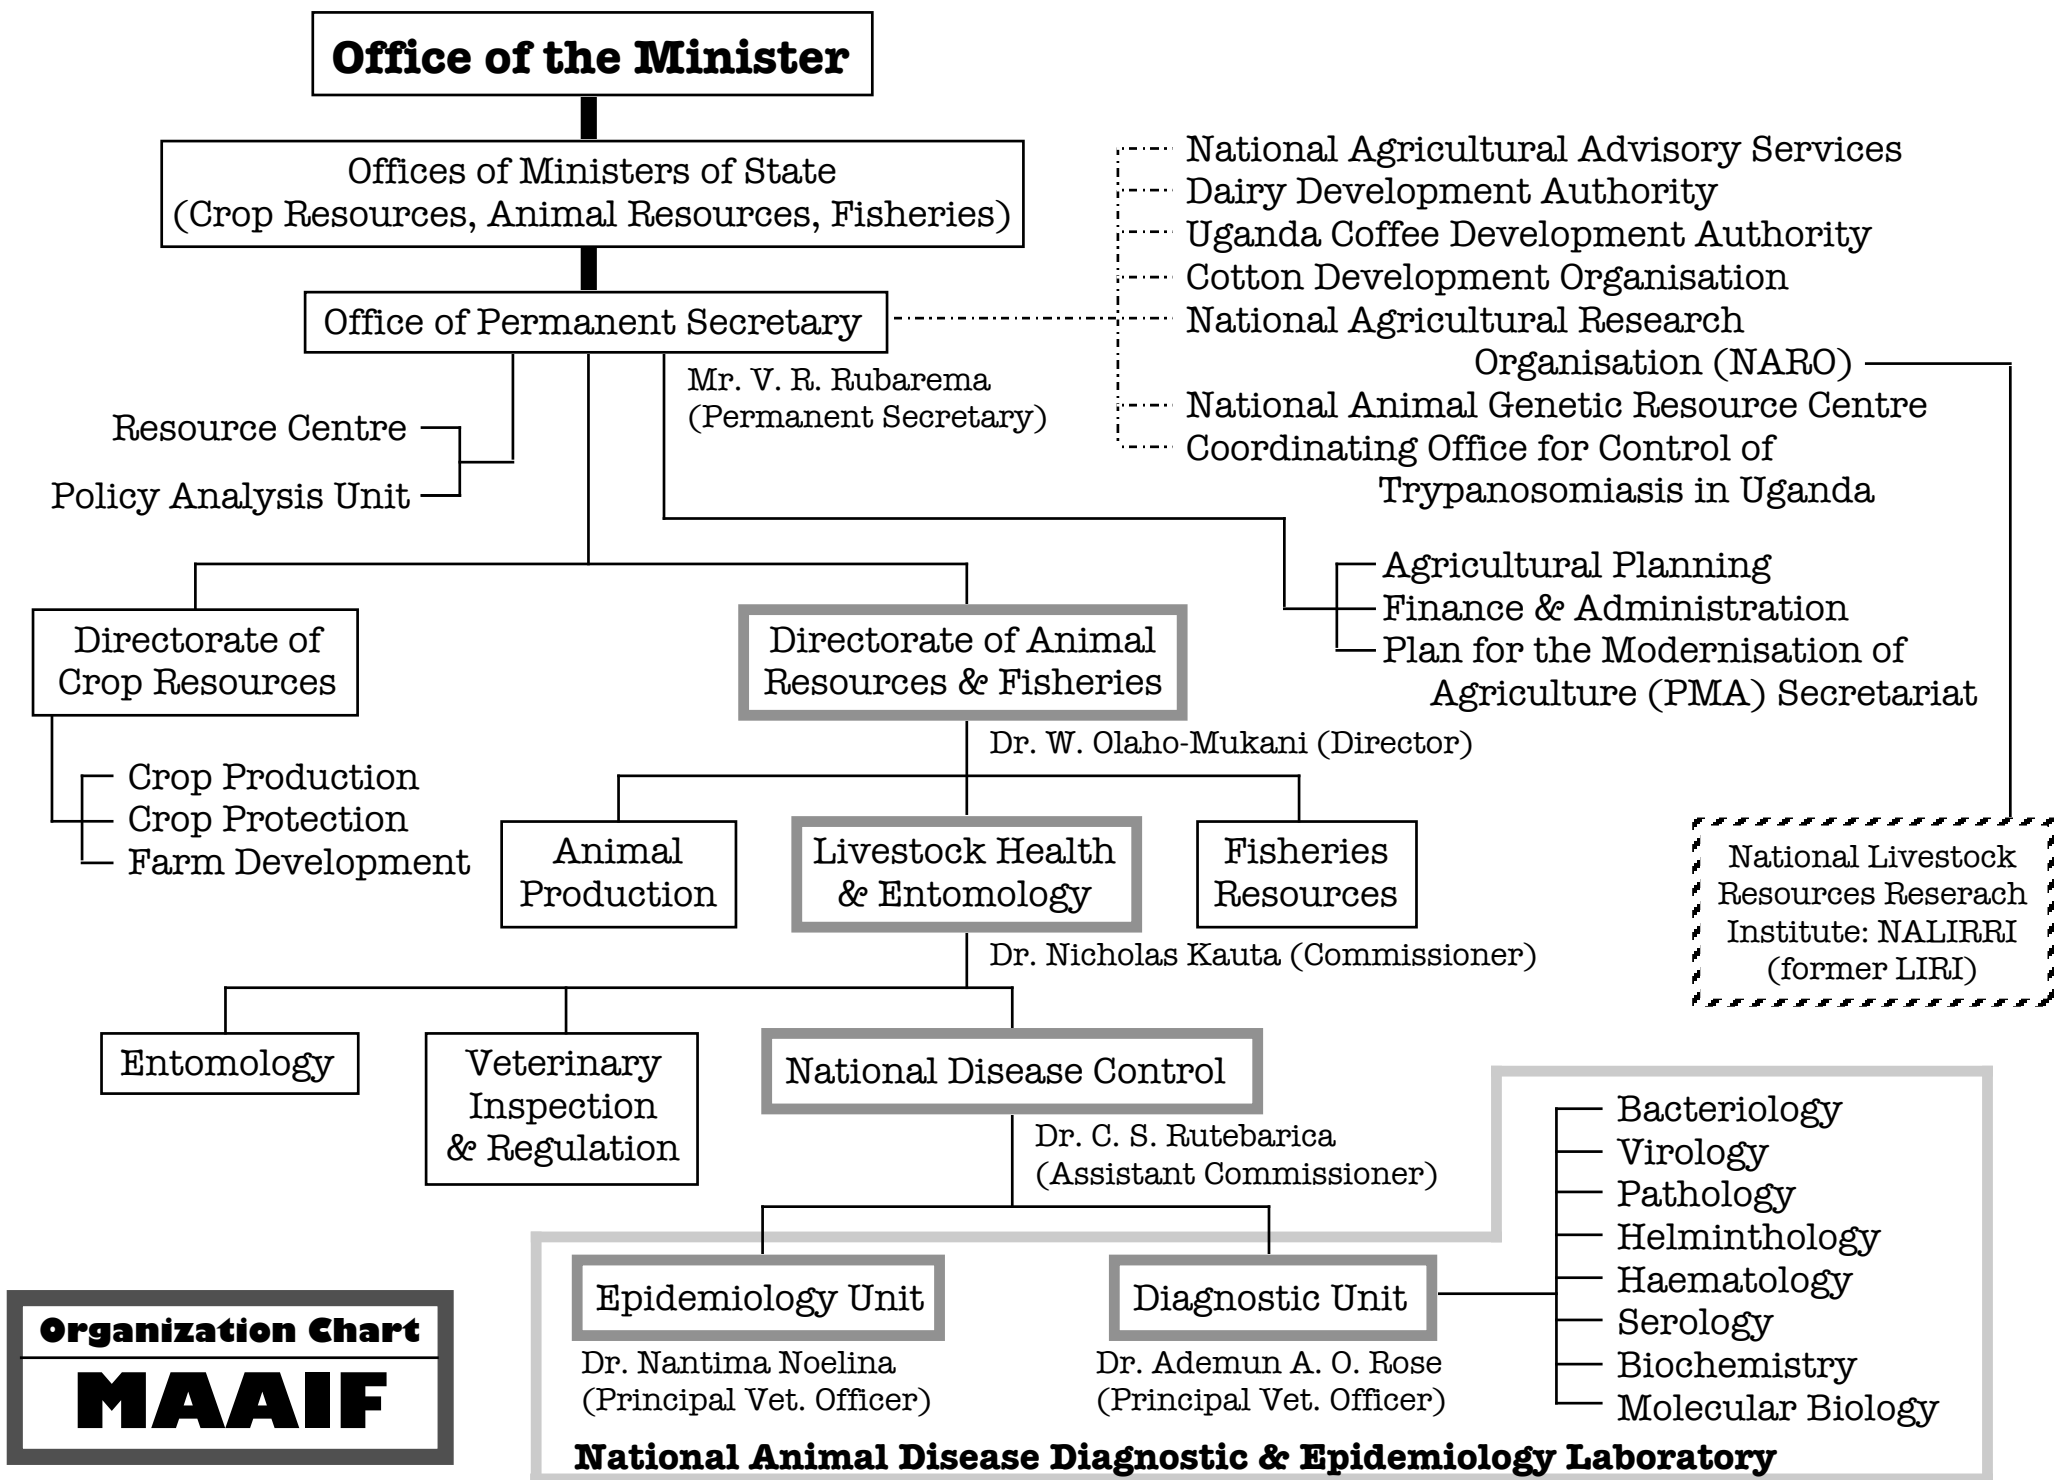 Office of the Minister
Offices of Ministers of State
(Crop Resources, Animal Resources, Fisheries)
Office of Permanent Secretary
Mr. V. R. Rubarema
(Permanent Secretary)
National Agricultural Advisory Services
Dairy Development Authority
Uganda Coffee Development Authority
Cotton Development Organisation
National Agricultural Research
Organisation (NARO)
National Animal Genetic Resource Centre
Coordinating Office for Control of
Trypanosomiasis in Uganda
Resource Centre
Policy Analysis Unit
Agricultural Planning
Finance & Administration
Plan for the Modernisation of
Agriculture (PMA) Secretariat
Directorate of
Crop Resources
Directorate of Animal
Resources & Fisheries
Dr. W. Olaho-Mukani (Director)
Crop Production
Crop Protection
Farm Development
Animal
Production
Livestock Health
& Entomology
Fisheries
Resources
National Livestock
Resources Reserach
Institute: NALIRRI
(former LIRI)
Dr. Nicholas Kauta (Commissioner)
Entomology
Veterinary
Inspection
& Regulation
National Disease Control
Dr. C. S. Rutebarica
(Assistant Commissioner)
Epidemiology Unit
Dr. Nantima Noelina
(Principal Vet. Officer)
Diagnostic Unit
Dr. Ademun A. O. Rose
(Principal Vet. Officer)
Bacteriology
Virology
Pathology
Helminthology
Haematology
Serology
Biochemistry
Molecular Biology
National Animal Disease Diagnostic & Epidemiology Laboratory
Organization Chart
MAAIF